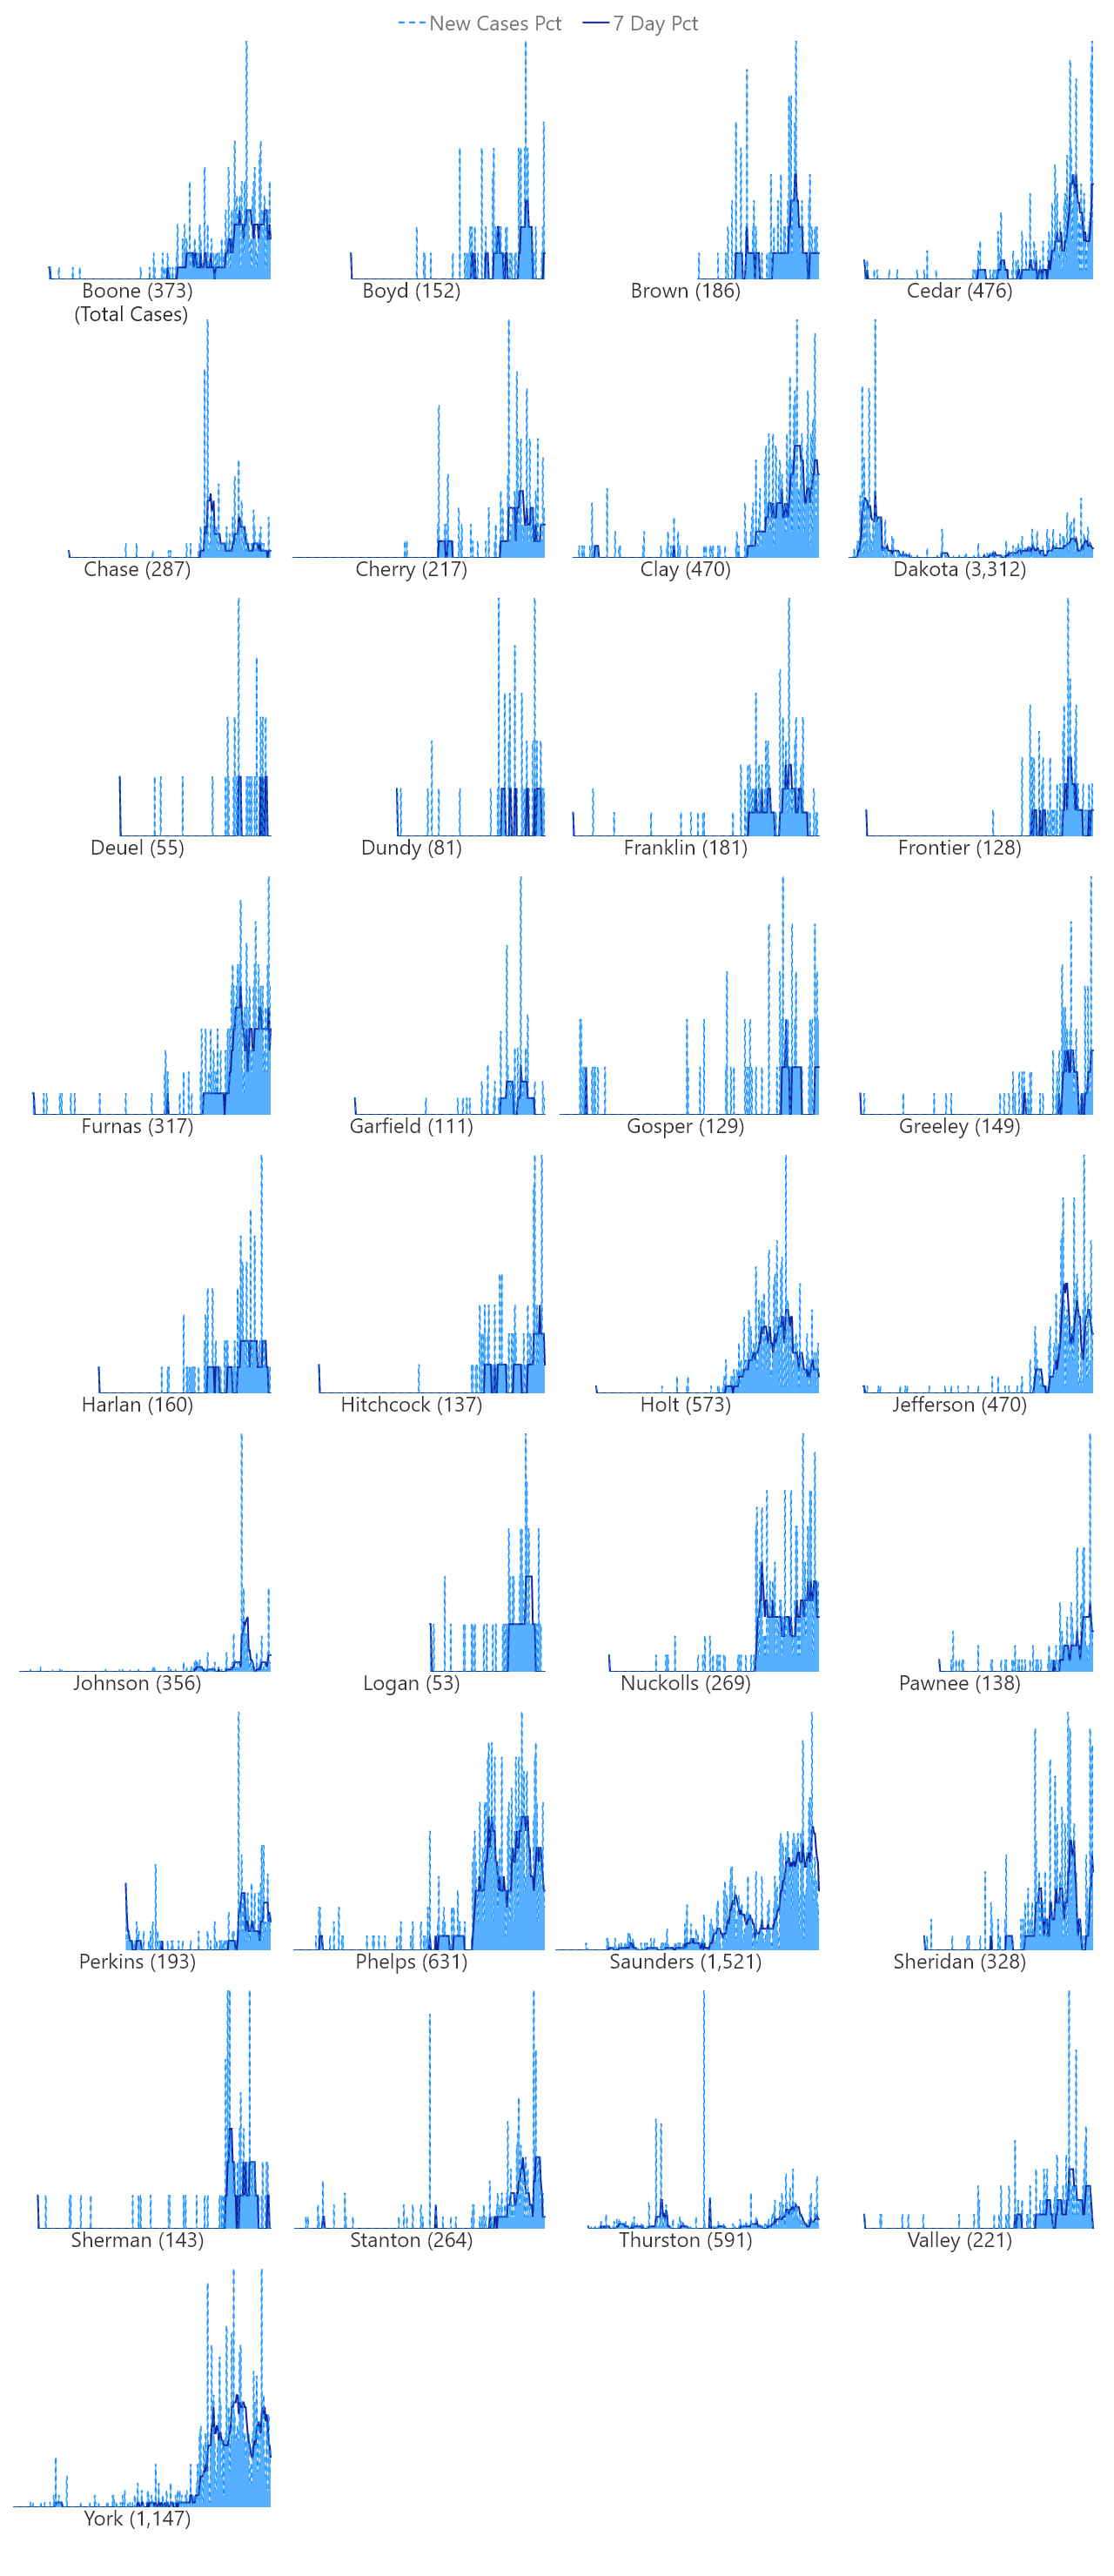 New Cases Pct 7 Day Pct
Boone (373) Boyd (152) Brown (186) Cedar (476)
(Total Cases)
Chase (287) Cherry (217) Clay (470) Dakota (3,312)
Deuel (55) Dundy (81) Franklin (181) Frontier (128)
Furnas (317) Garfield (111) Gosper (129) Greeley (149)
Harlan (160) Hitchcock (137) Holt (573) Jefferson (470)
Johnson (356) Logan (53) Nuckolls (269) Pawnee (138)
Perkins (193) Phelps (631) Saunders (1,521) Sheridan (328)
Sherman (143) Stanton (264) Thurston (591) Valley (221)
York (1,147)